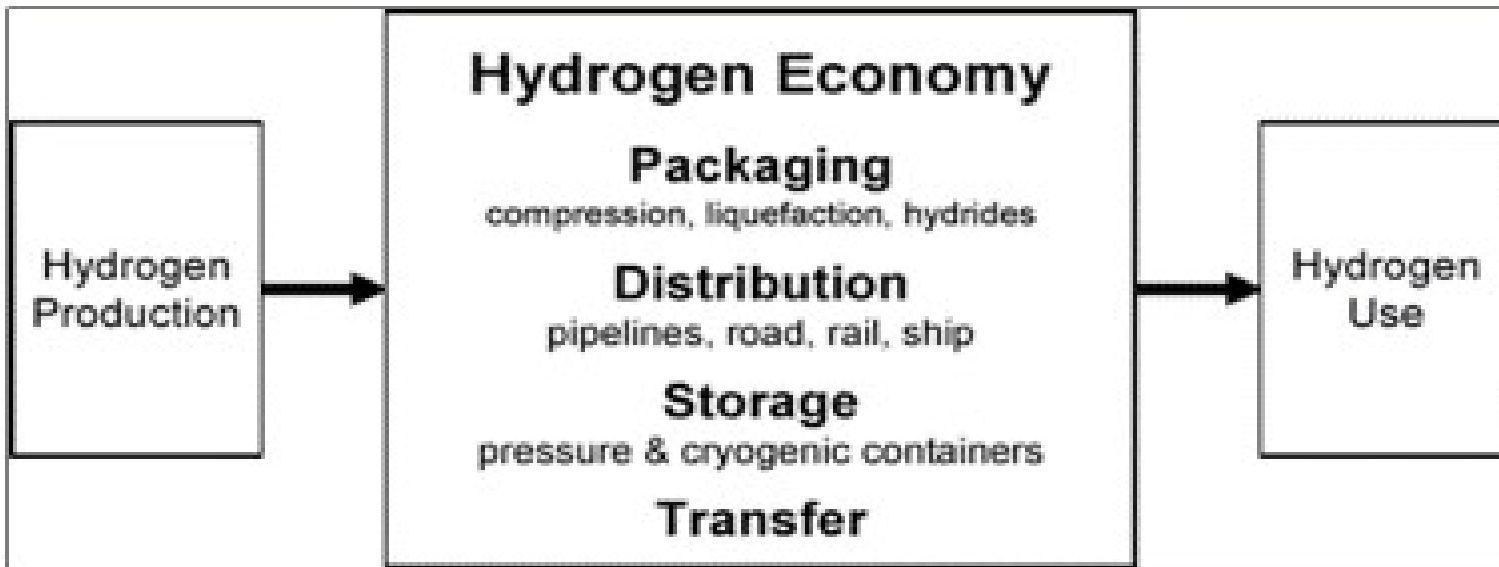 Hydrogen
Production
Hydrogen Economy
Packaging
compression, liquefaction, hydrides
Distribution
pipelines, road, rail, ship
Storage
pressure & cryogenic containers
Transfer
Hydrogen
Use